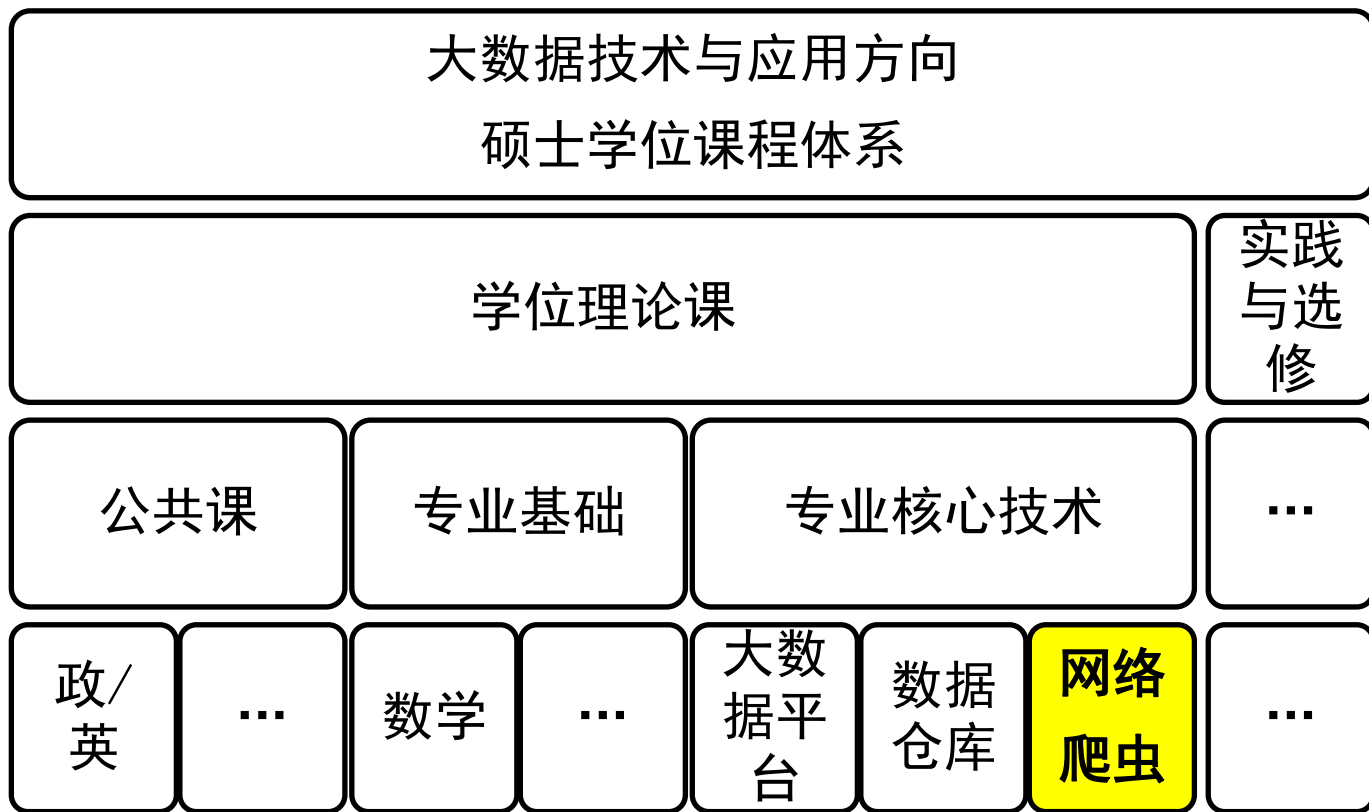 大数据技术与应用方向
硕士学位课程体系
学位理论课
实践
与选
修
公共课
专业基础
专业核心技术
...
政/
英
...
数学
...
大数
据平
台
数据
仓库
网络
爬虫
...